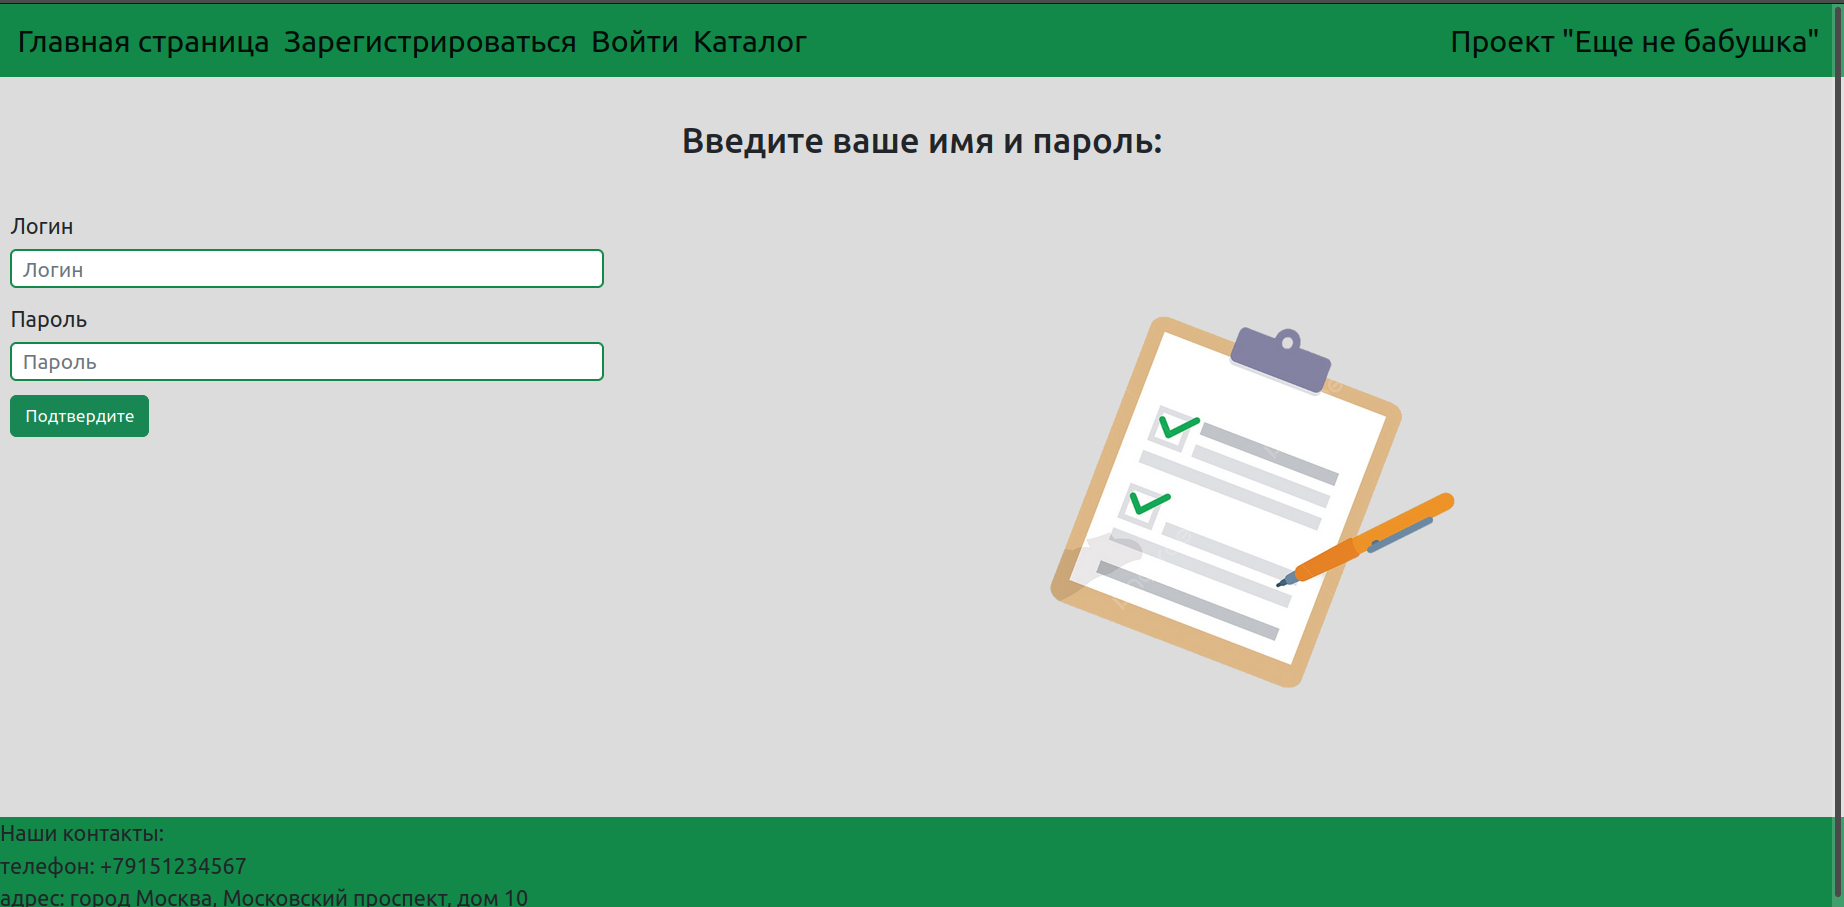 Главная страница Зарегистрироваться Войти Каталог Проект "Еще не бабушка"
Введите ваше имя и пароль:
Логин
Логин
Пароль
Пароль
Подтвердите
Наши контакты:
телефон: +79151234567
адрес: город Москва, Московский проспект, дом 10